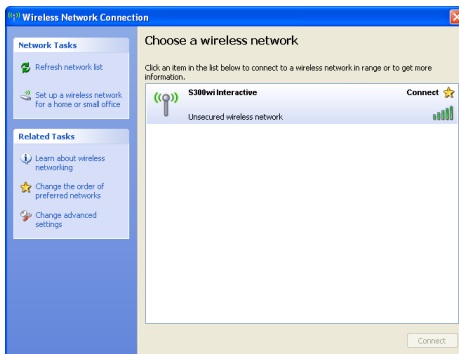 Wireless Network Connection
Network Tasks
Refresh network list
Set up a wireless network
for a home or small office
Related Tasks
Learn about wireless
networking
Change the order of
preferred networks
Change advanced
settings
Choose a wireless network
Click an item in the list below to connect to a wireless network in range or to get more
information.
S300wi Interactive
Connect
Unsecured wireless network
Connect